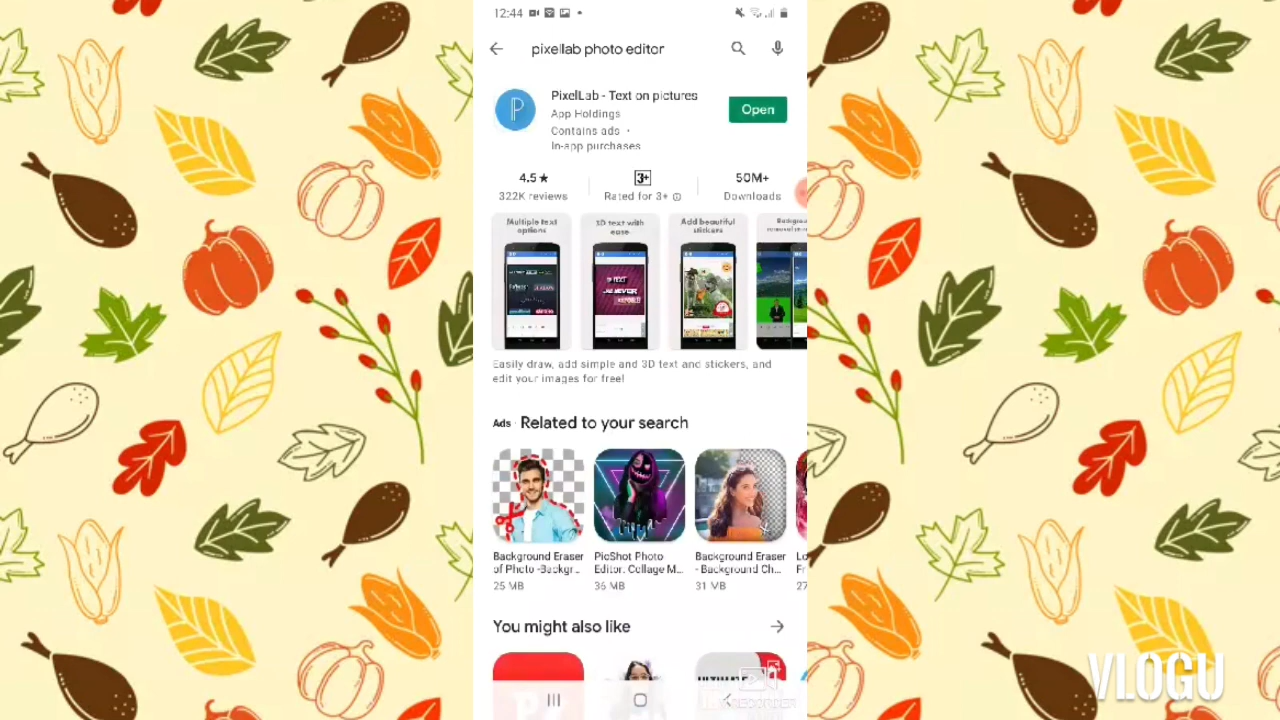 12:44
pixellab photo editor
PixelLab - Text on pictures
App Holdings
Contains ads ·
In-app purchases
Open
4.5★
322K reviews
3+
Rated for 3+
50M+
Downloads
Multiple text
options
3D text with
ease
Add beautiful
stickers
Easily draw, add simple and 3D text and stickers, and
edit your images for free!
Ads · Related to your search
Background Eraser
of Photo -Backgr...
25 MB
PicShot Photo
Editor: Collage M...
36 MB
Background Eraser
- Background Ch...
31 MB
You might also like
VLOGU